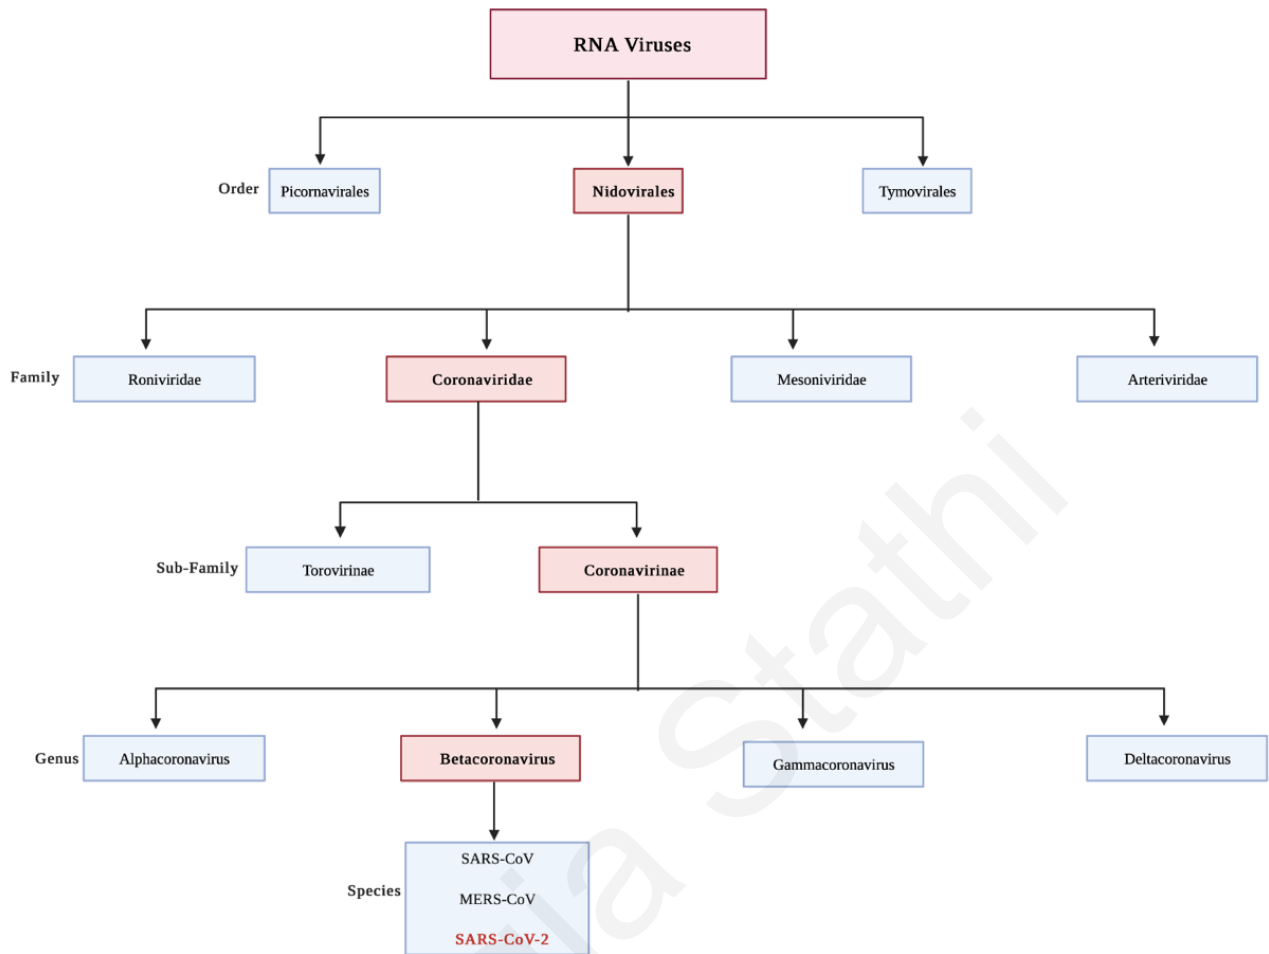 RNA Viruses
Order
Picornavirales
Nidovirales
Tymovirales
Family
Roniviridae
Coronaviridae
Mesoniviridae
Arteriviridae
Sub-Family
Torovirinae
Coronavirinae
Genus
Alphacoronavirus
Betacoronavirus
Gammacoronavirus
Deltacoronavirus
Species
SARS-CoV
MERS-CoV
SARS-CoV-2
Stathi